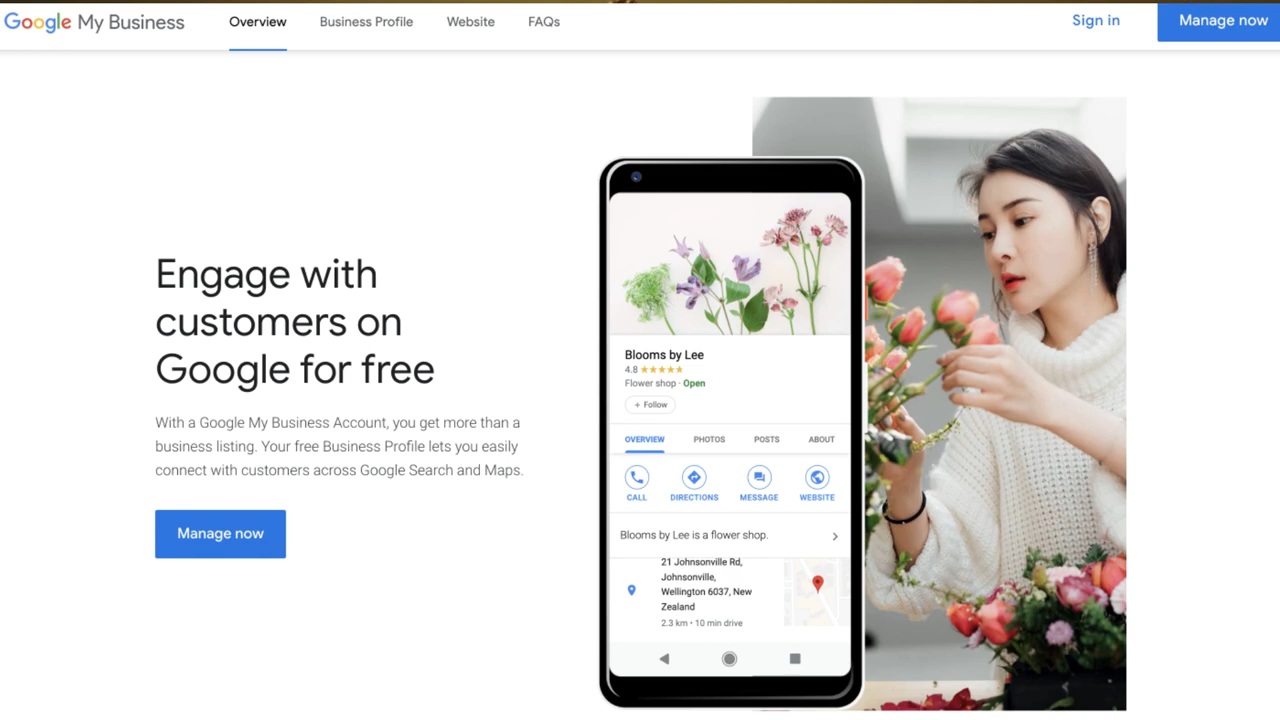 Google My Business
Overview
Business Profile
Website
FAQs
Sign in
Manage now
Engage with
customers on
Google for free
With a Google My Business Account, you get more than a
business listing. Your free Business Profile lets you easily
connect with customers across Google Search and Maps.
Manage now
Blooms by Lee
4.8 ★★★★★
Flower shop · Open
+ Follow
OVERVIEW
PHOTOS
POSTS
ABOUT
CALL
DIRECTIONS
MESSAGE
WEBSITE
Blooms by Lee is a flower shop.
21 Johnsonville Rd,
Johnsonville,
Wellington 6037, New
Zealand
2.3 km • 10 min drive